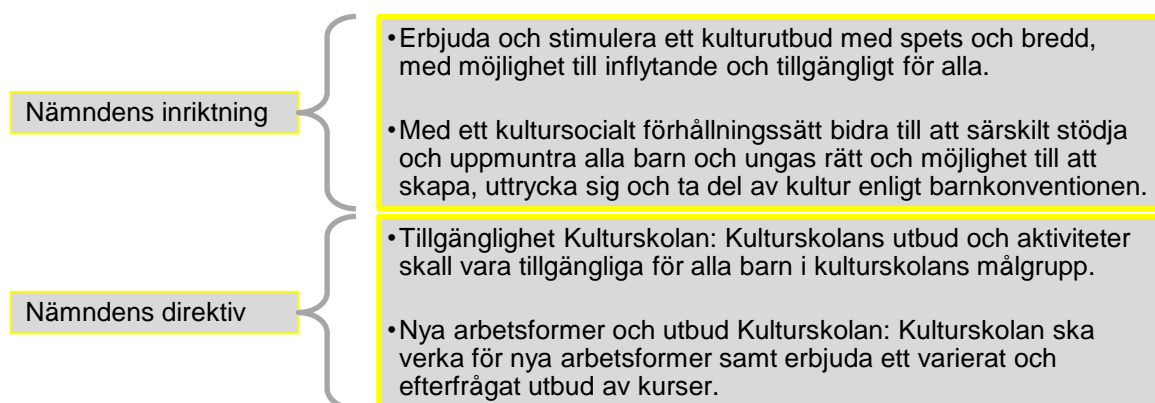 Nämndens inriktning
•Erbjuda och stimulera ett kulturutbud med spets och bredd,
med möjlighet till inflytande och tillgängligt för alla.
•Med ett kultursocialt förhållningssätt bidra till att särskilt stödja
och uppmuntra alla barn och ungas rätt och möjlighet till att
skapa, uttrycka sig och ta del av kultur enligt barnkonventionen.
Nämndens direktiv
•Tillgänglighet Kulturskolan: Kulturskolans utbud och aktiviteter
skall vara tillgängliga för alla barn i kulturskolans målgrupp.
•Nya arbetsformer och utbud Kulturskolan: Kulturskolan ska
verka för nya arbetsformer samt erbjuda ett varierat och
efterfrågat utbud av kurser.